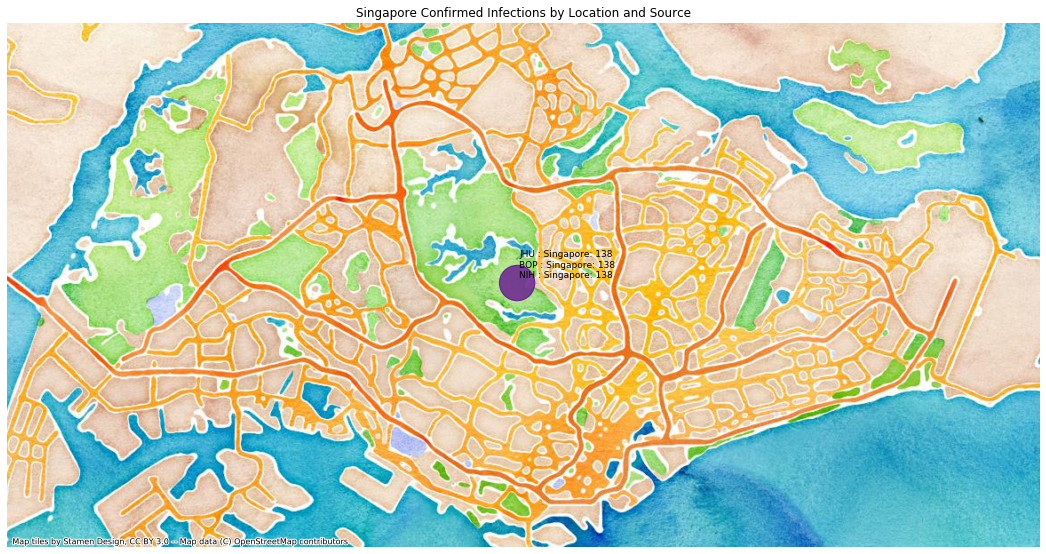 Singapore Confirmed Infections by Location and Source
JHU : Singapore: 138
BOP : Singapore: 138
NIH : Singapore: 138
Map tiles by Stamen Design, CC BY 3.0 -- Map data (C) OpenStreetMap contributors